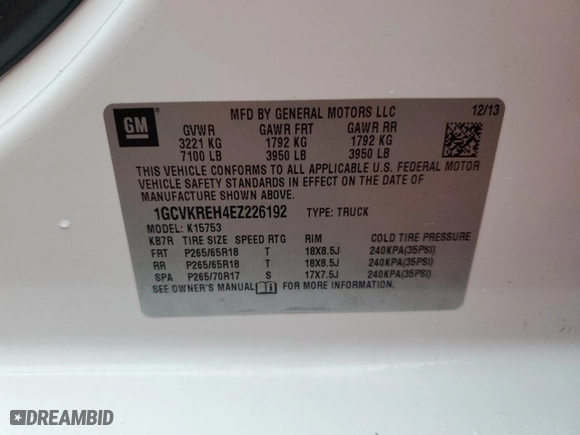 GM
MFD BY GENERAL MOTORS LLC 12/13
GVWR GAWR FRT GAWR RR
3221 KG 1792 KG 1792 KG
7100 LB 3950 LB 3950 LB
THIS VEHICLE CONFORMS TO ALL APPLICABLE U.S. FEDERAL MOTOR
VEHICLE SAFETY STANDARDS IN EFFECT ON THE DATE OF
MANUFACTURE SHOWN ABOVE.
1GCVKREH4EZ226192 TYPE: TRUCK
MODEL: K15753
KB7R TIRE SIZE SPEED RTG RIM COLD TIRE PRESSURE
FRT P265/65R18 T 18X8.5J 240KPA(35PSI)
RR P265/65R18 T 18X8.5J 240KPA(35PSI)
SPA P265/70R17 S 17X7.5J 240KPA(35PSI)
SEE OWNER'S MANUAL i FOR MORE INFORMATION.
DREAMBID